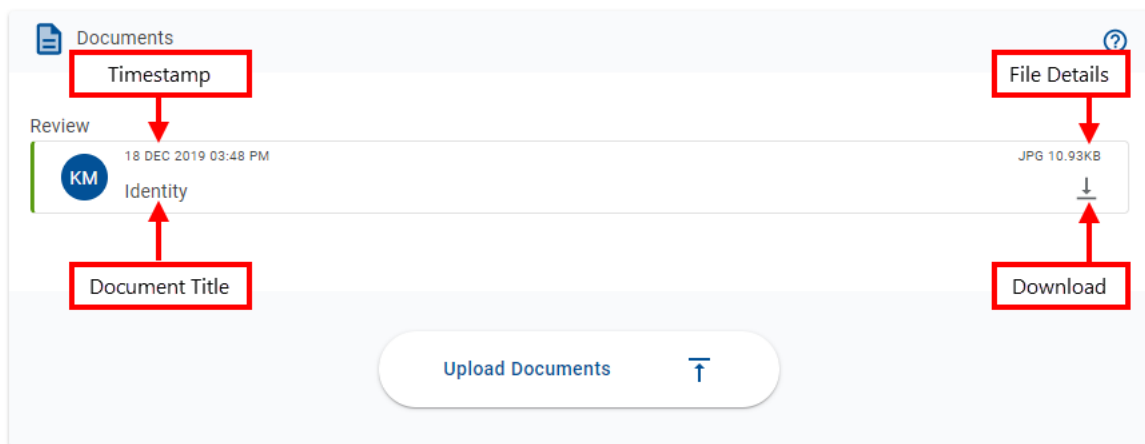 Documents
Timestamp
File Details
Review
18 DEC 2019 03:48 PM
JPG 10.93KB
KM
Identity
Document Title
Download
Upload Documents